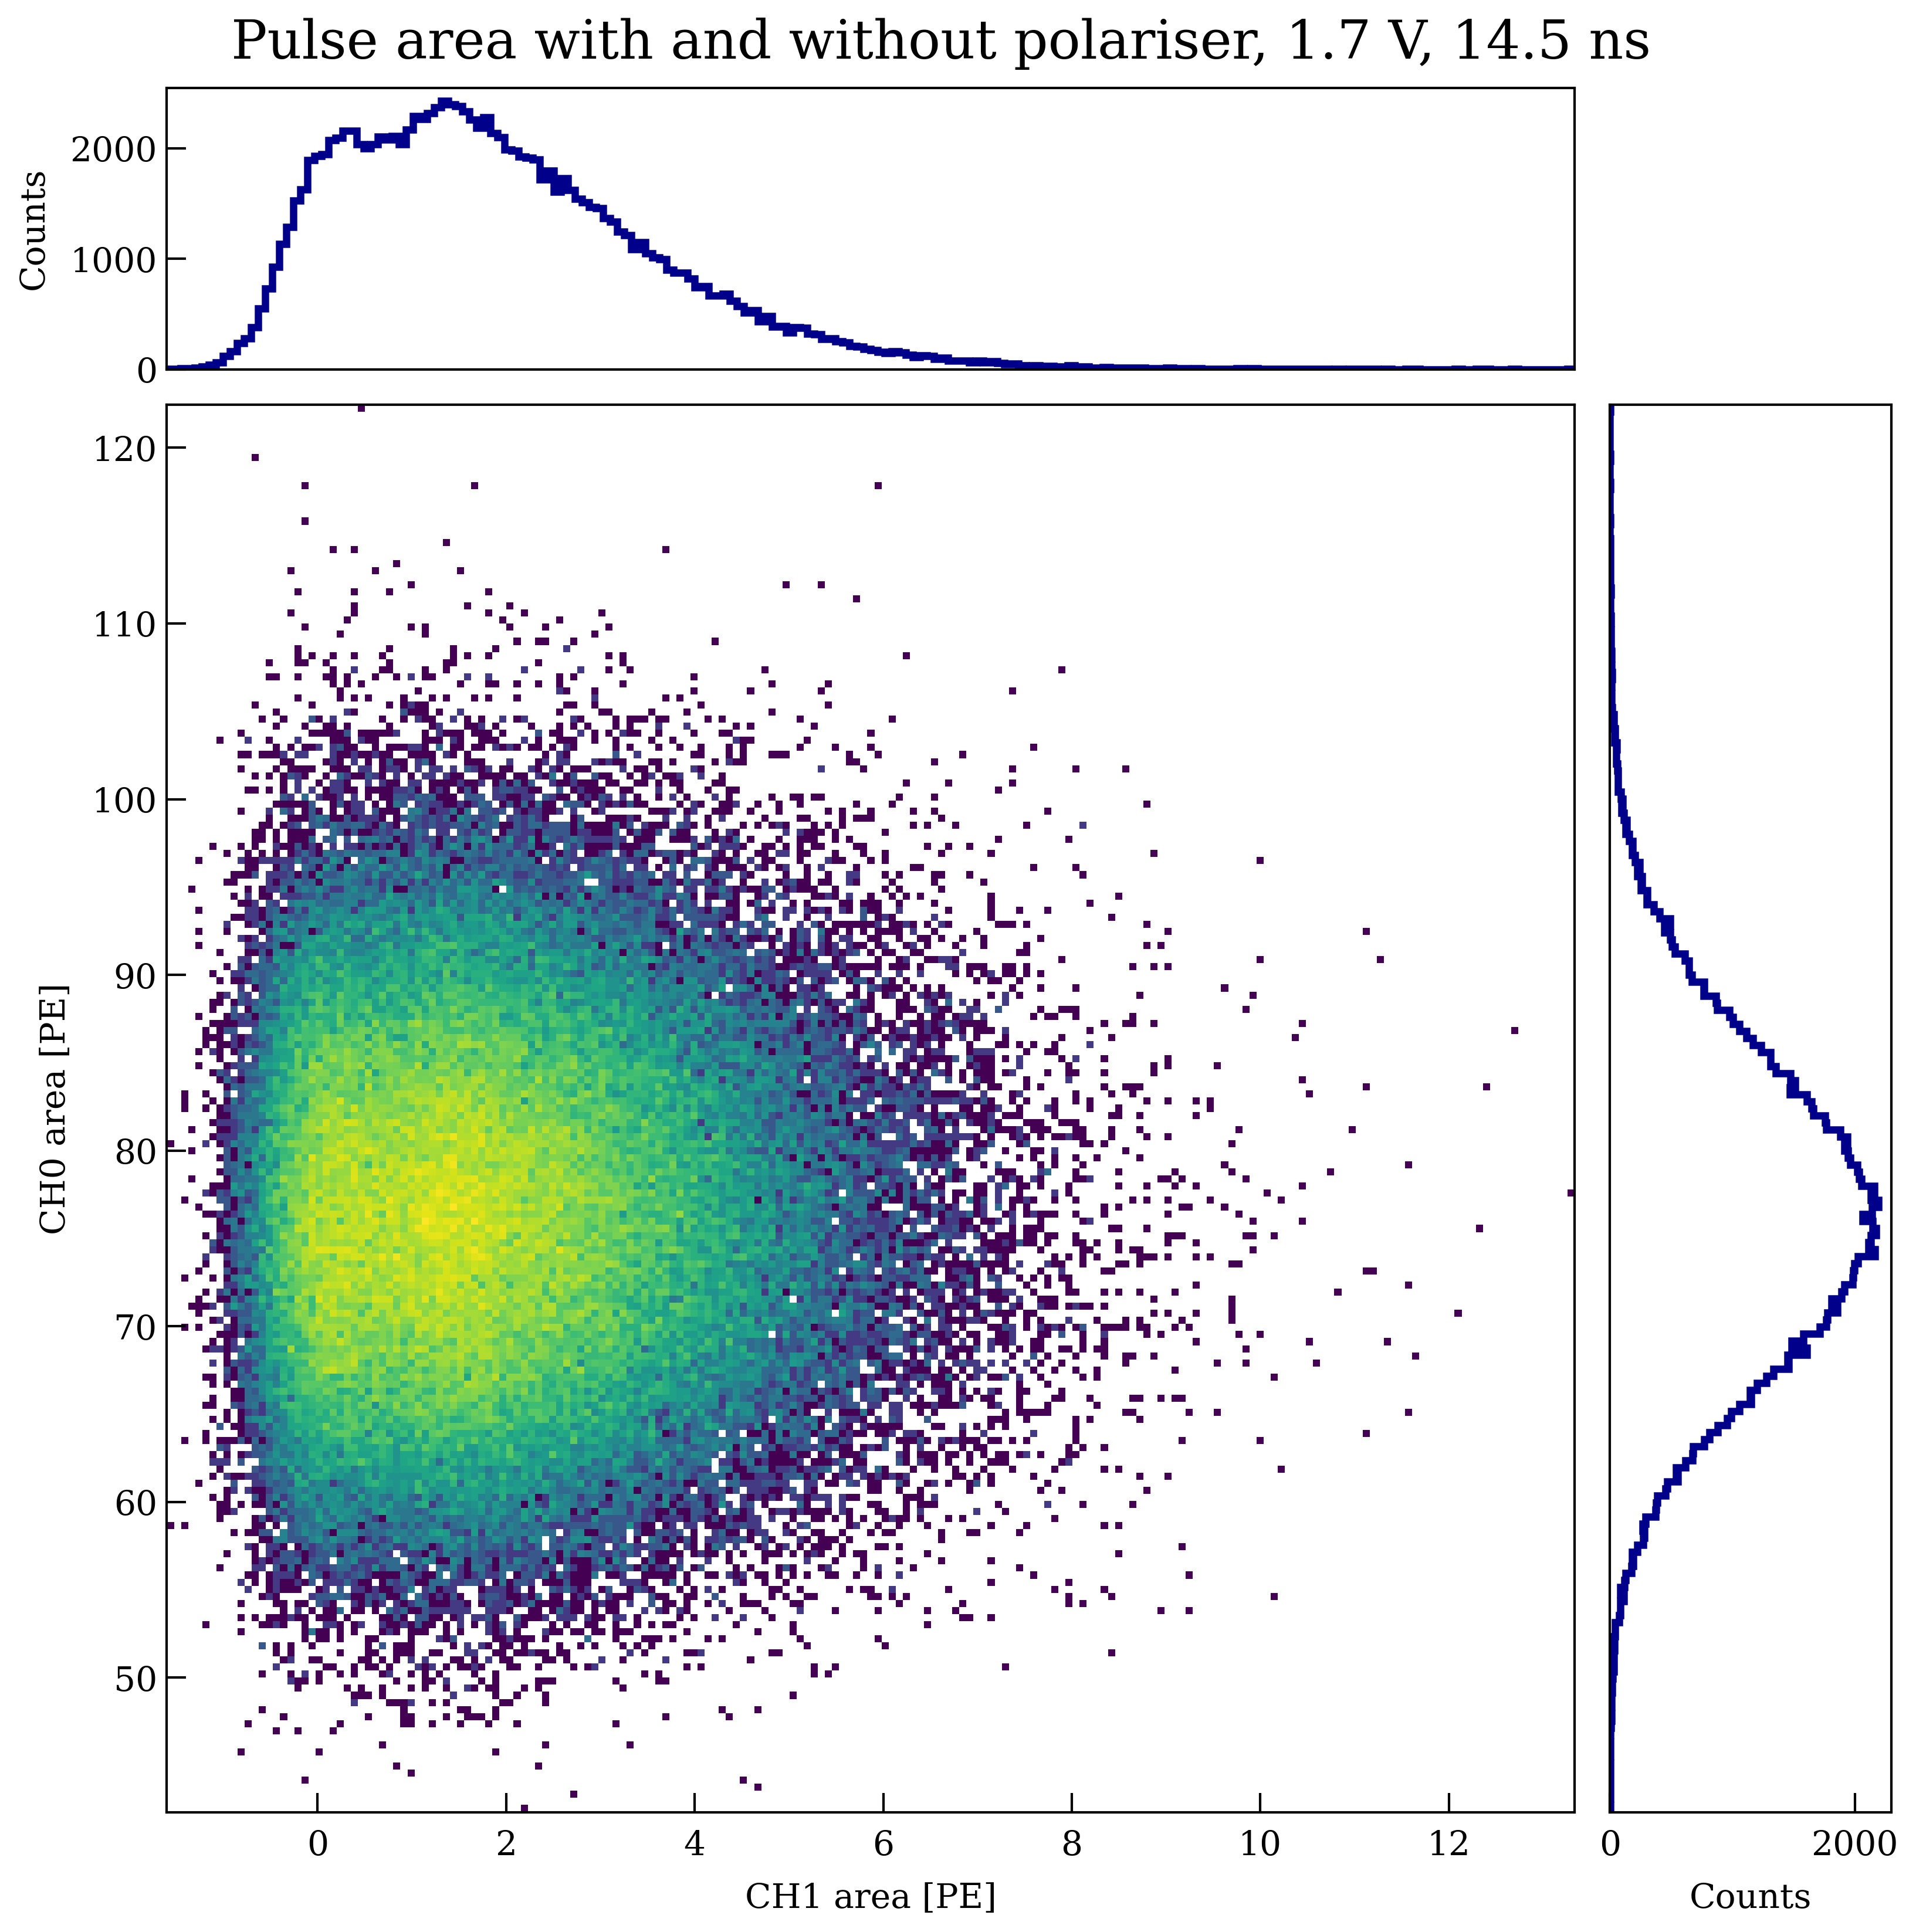 Pulse area with and without polariser, 1.7 V, 14.5 ns
Counts
2000
1000
0
CH0 area [PE]
120
110
100
90
80
70
60
50
0 2 4 6 8 10 12
CH1 area [PE]
0 2000
Counts